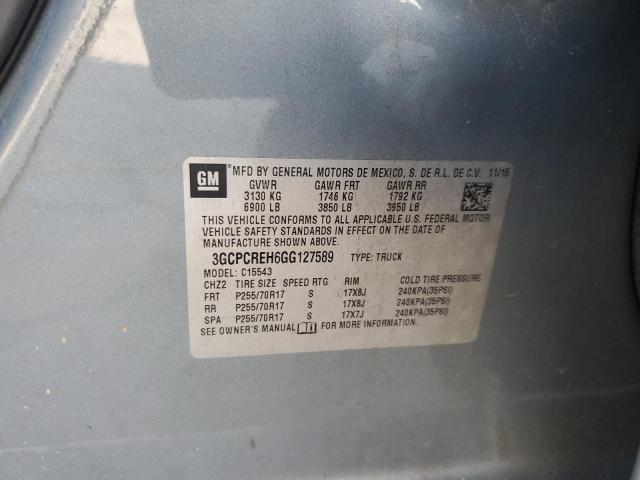 GM ®MFD BY GENERAL MOTORS DE MEXICO, S. DE R.L. DE C.V. 11/15
GVWR GAWR FRT GAWR RR
3130 KG 1746 KG 1792 KG
6900 LB 3850 LB 3950 LB
THIS VEHICLE CONFORMS TO ALL APPLICABLE U.S. FEDERAL MOTOR
VEHICLE SAFETY STANDARDS IN EFFECT ON THE DATE OF
MANUFACTURE SHOWN ABOVE.
3GCPCREH6GG127589 TYPE: TRUCK
MODEL: C15543
CHZ2 TIRE SIZE SPEED RTG RIM COLD TIRE PRESSURE
FRT P255/70R17 S 17X8J 240KPA(35PSI)
RR P255/70R17 S 17X8J 240KPA(35PSI)
SPA P255/70R17 S 17X7J 240KPA(35PSI)
SEE OWNER'S MANUAL FOR MORE INFORMATION.